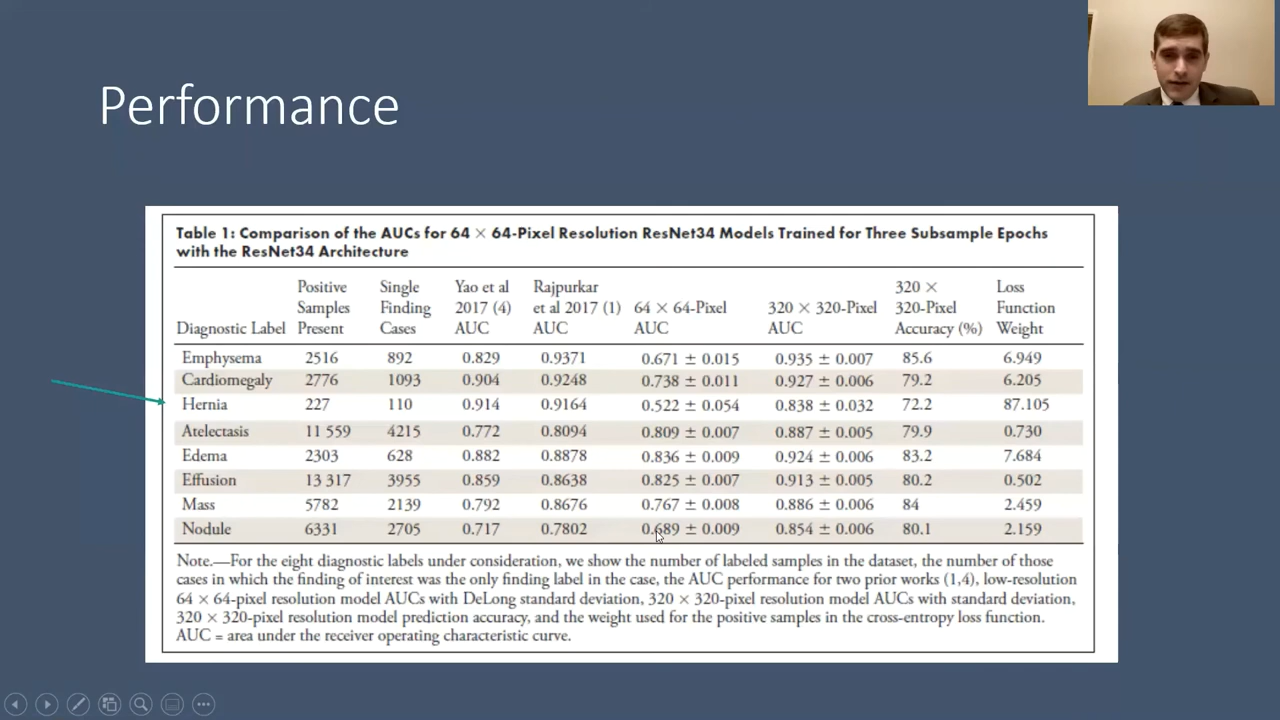 Performance
Table 1: Comparison of the AUCs for 64 × 64-Pixel Resolution ResNet34 Models Trained for Three Subsample Epochs
with the ResNet34 Architecture
Diagnostic Label Positive Samples Present Single Finding Cases Yao et al 2017 (4) AUC Rajpurkar et al 2017 (1) AUC 64 × 64-Pixel AUC 320 × 320-Pixel AUC 320 × 320-Pixel Accuracy (%) Loss Function Weight
Emphysema 2516 892 0.829 0.9371 0.671 ± 0.015 0.935 ± 0.007 85.6 6.949
Cardiomegaly 2776 1093 0.904 0.9248 0.738 ± 0.011 0.927 ± 0.006 79.2 6.205
Hernia 227 110 0.914 0.9164 0.522 ± 0.054 0.838 ± 0.032 72.2 87.105
Atelectasis 11 559 4215 0.772 0.8094 0.809 ± 0.007 0.887 ± 0.005 79.9 0.730
Edema 2303 628 0.882 0.8878 0.836 ± 0.009 0.924 ± 0.006 83.2 7.684
Effusion 13 317 3955 0.859 0.8638 0.825 ± 0.007 0.913 ± 0.005 80.2 0.502
Mass 5782 2139 0.792 0.8676 0.767 ± 0.008 0.886 ± 0.006 84 2.459
Nodule 6331 2705 0.717 0.7802 0.689 ± 0.009 0.854 ± 0.006 80.1 2.159
Note.—For the eight diagnostic labels under consideration, we show the number of labeled samples in the dataset, the number of those
cases in which the finding of interest was the only finding label in the case, the AUC performance for two prior works (1,4), low-resolution
64 × 64-pixel resolution model AUCs with DeLong standard deviation, 320 × 320-pixel resolution model AUCs with standard deviation,
320 × 320-pixel resolution model prediction accuracy, and the weight used for the positive samples in the cross-entropy loss function.
AUC = area under the receiver operating characteristic curve.